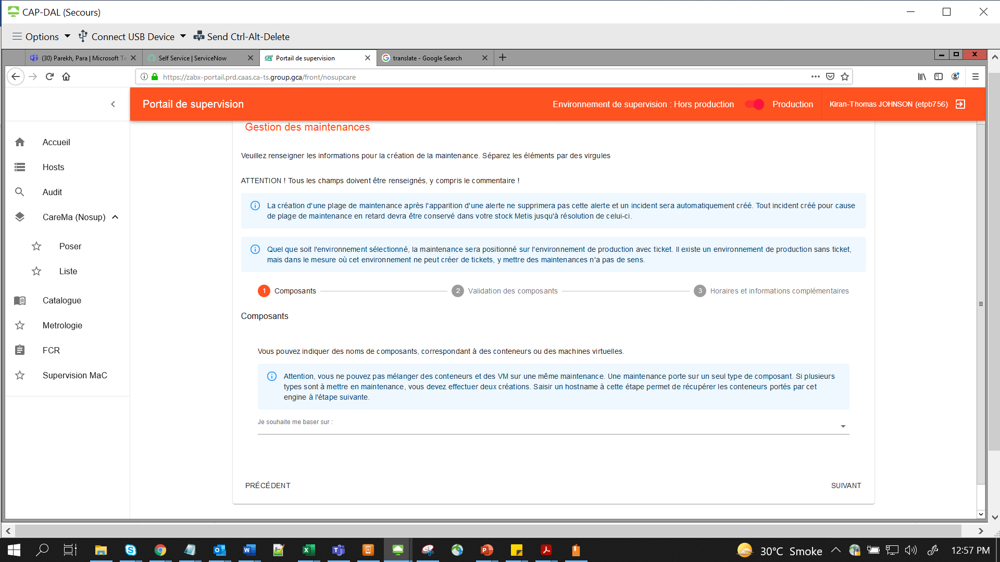 CAP-DAL (Secours)
Options Connect USB Device Send Ctrl-Alt-Delete
(30) Parekh, Para | Microsoft Te
Self Service | ServiceNow
Portail de supervision
translate - Google Search
https://zabx-portail.prd.caas.ca-ts.group.gca/front/nosupcare
Portail de supervision
Environnement de supervision : Hors production
Production
Kiran-Thomas JOHNSON (etpb756)
Accueil
Hosts
Audit
CareMa (Nosup)
Poser
Liste
Catalogue
Metrologie
FCR
Supervision MaC
Gestion des maintenances
Veuillez renseigner les informations pour la création de la maintenance. Séparez les éléments par des virgules
ATTENTION ! Tous les champs doivent être renseignés, y compris le commentaire !
La création d'une plage de maintenance après l'apparition d'une alerte ne supprimera pas cette alerte et un incident sera automatiquement créé. Tout incident créé pour cause
de plage de maintenance en retard devra être conservé dans votre stock Metis jusqu'à résolution de celui-ci.
Quel que soit l'environnement sélectionné, la maintenance sera positionné sur l'environnement de production avec ticket. Il existe un environnement de production sans ticket,
mais dans le mesure où cet environnement ne peut créer de tickets, y mettre des maintenances n'a pas de sens.
1 Composants
2 Validation des composants
3 Horaires et informations complémentaires
Composants
Vous pouvez indiquer des noms de composants, correspondant à des conteneurs ou des machines virtuelles.
Attention, vous ne pouvez pas mélanger des conteneurs et des VM sur une même maintenance. Une maintenance porte sur un seul type de composant. Si plusieurs
types sont à mettre en maintenance, vous devez effectuer deux créations. Saisir un hostname à cette étape permet de récupérer les conteneurs portés par cet
engine à l'étape suivante.
Je souhaite me baser sur :
PRÉCÉDENT
SUIVANT
30°C Smoke
12:57 PM